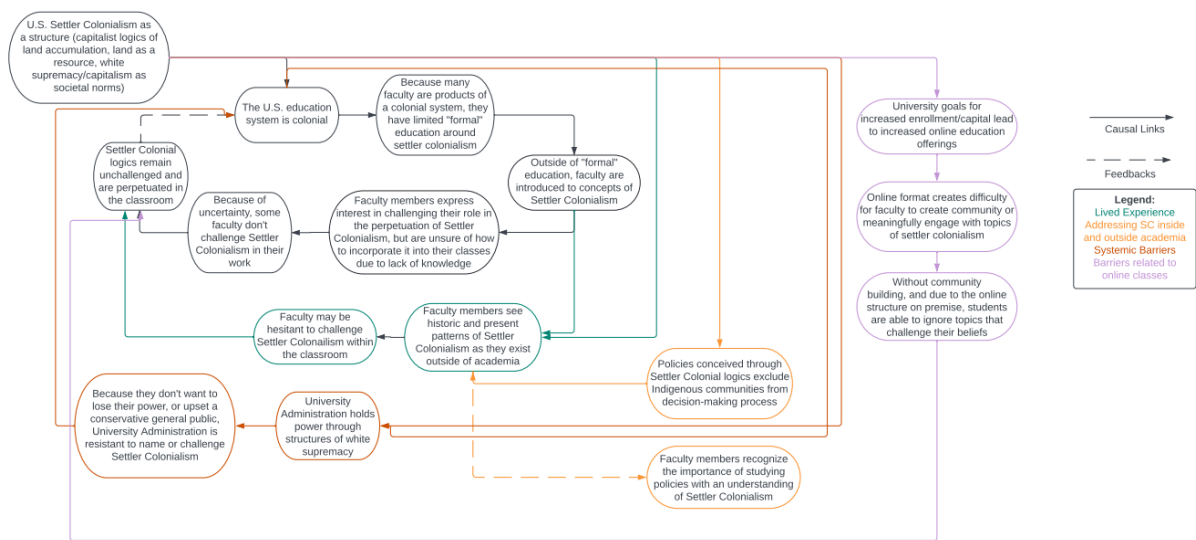 U.S. Settler Colonialism as
a structure (capitalist logics of
land accumulation, land as a
resource, white
supremacy/capitalism as
societal norms)
The U.S. education
system is colonial
Because many
faculty are products of
a colonial system, they
have limited "formal"
education around
settler colonialism
Outside of "formal"
education, faculty are
introduced to concepts of
Settler Colonialism
Faculty members express
interest in challenging their role in
the perpetuation of Settler
Colonialism, but are unsure of how
to incorporate it into their classes
due to lack of knowledge
Because of
uncertainty, some
faculty don't
challenge Settler
Colonialism in their
work
Settler Colonial
logics remain
unchallenged and
are perpetuated in
the classroom
Faculty members see
historic and present
patterns of Settler
Colonialism as they exist
outside of academia
Faculty may be
hesitant to challenge
Settler Colonailism within
the classroom
Policies conceived through
Settler Colonial logics exclude
Indigenous communities from
decision-making process
Faculty members recognize
the importance of studying
policies with an understanding
of Settler Colonialism
University
Administration holds
power through
structures of white
supremacy
Because they don't want to
lose their power, or upset a
conservative general public,
University Administration is
resistant to name or challenge
Settler Colonialism
University goals for
increased enrollment/capital lead
to increased online education
offerings
Online format creates difficulty
for faculty to create community or
meaningfully engage with topics
of settler colonialism
Without community
building, and due to the online
structure on premise, students
are able to ignore topics that
challenge their beliefs
Causal Links
Feedbacks
Legend:
Lived Experience
Addressing SC inside
and outside academia
Systemic Barriers
Barriers related to
online classes